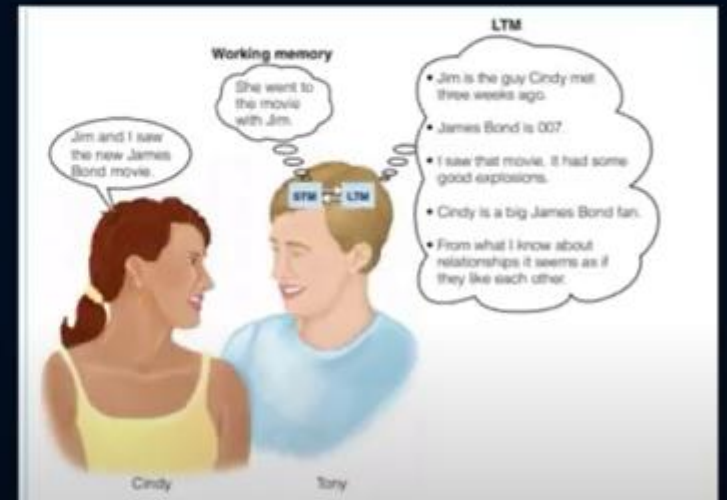 LTM
Working memory
She went to
the movie
with Jim.
Jim and I saw
the new James
Bond movie.
• Jim is the guy Cindy met
three weeks ago.
• James Bond is 007.
• I saw that movie. It had some
good explosions.
• Cindy is a big James Bond fan.
• From what I know about
relationships it seems as if
they like each other.
STM LTM
Cindy
Tony